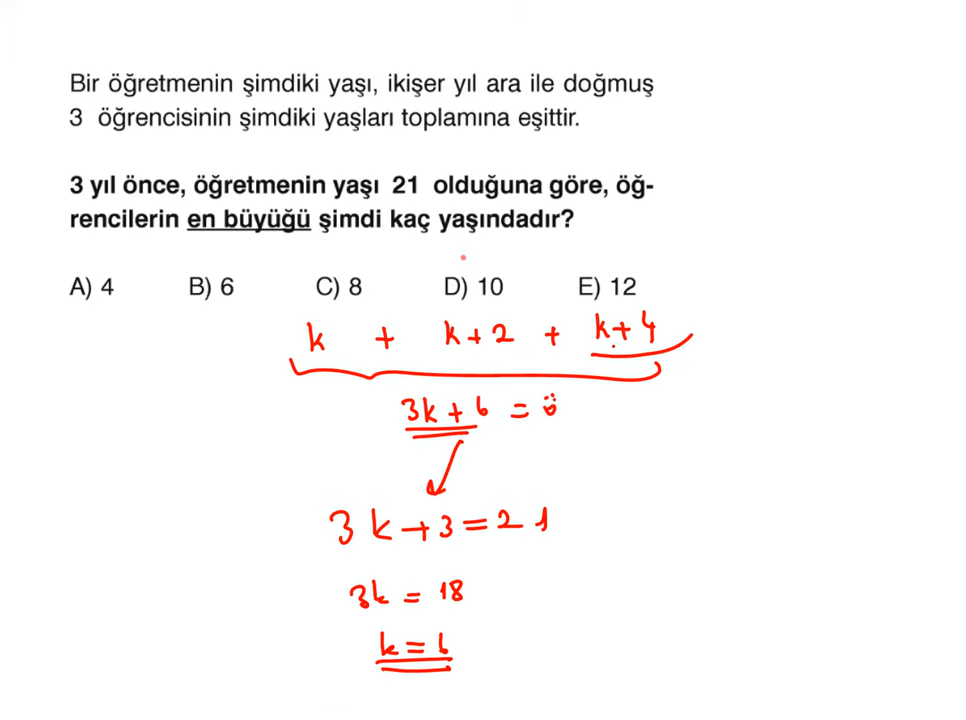 Bir öğretmenin şimdiki yaşı, ikişer yıl ara ile doğmuş
3 öğrencisinin şimdiki yaşları toplamına eşittir.
3 yıl önce, öğretmenin yaşı 21 olduğuna göre, öğ-
rencilerin en büyüğü şimdi kaç yaşındadır?
A) 4 B) 6 C) 8 D) 10 E) 12
k + k+2 + k+4
3k+6 = ö
3k+3=21
3k = 18
k=6